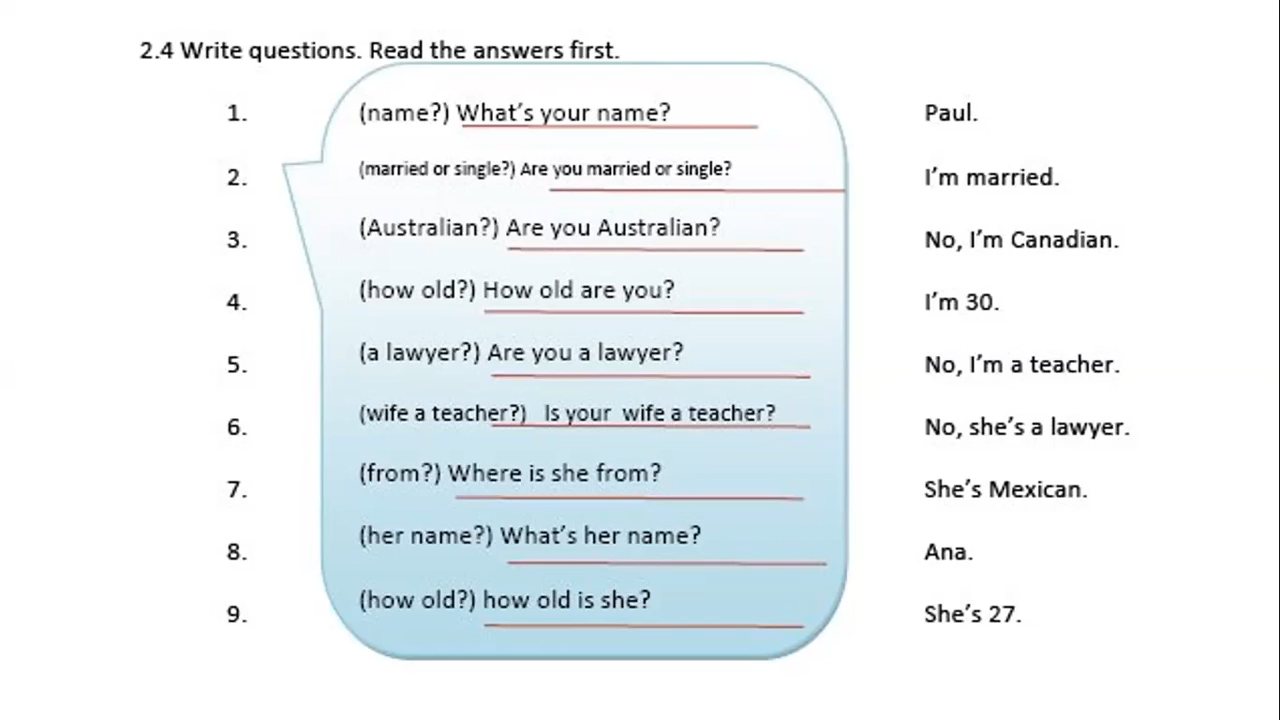 2.4 Write questions. Read the answers first.
1. (name?) What's your name? Paul.
2. (married or single?) Are you married or single? I'm married.
3. (Australian?) Are you Australian? No, I'm Canadian.
4. (how old?) How old are you? I'm 30.
5. (a lawyer?) Are you a lawyer? No, I'm a teacher.
6. (wife a teacher?) Is your wife a teacher? No, she's a lawyer.
7. (from?) Where is she from? She's Mexican.
8. (her name?) What's her name? Ana.
9. (how old?) how old is she? She's 27.